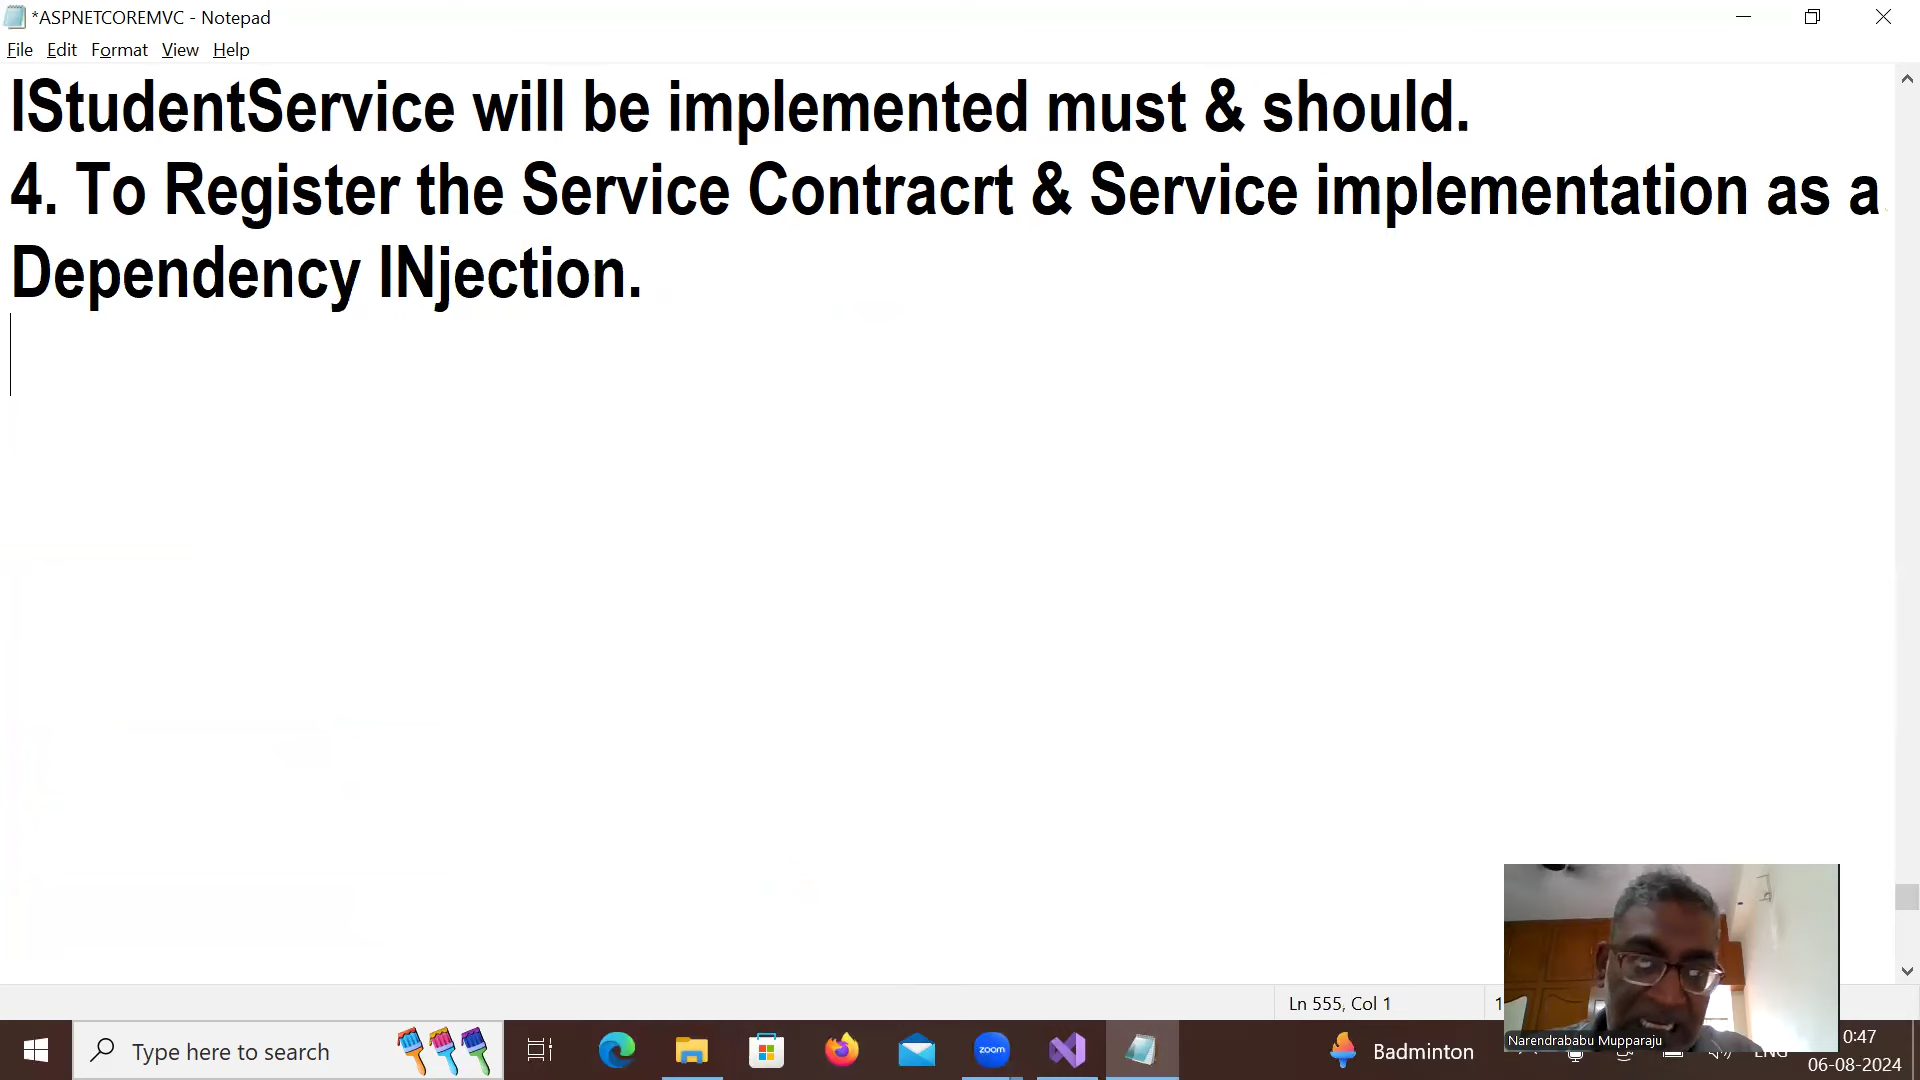 *ASPNETCOREMVC - Notepad
File Edit Format View Help
IStudentService will be implemented must & should.
4. To Register the Service Contracrt & Service implementation as a
Dependency INjection.
Ln 555, Col 1
Type here to search
zoom
Badminton
Narendrababu Mupparaju
ENG
0:47
06-08-2024